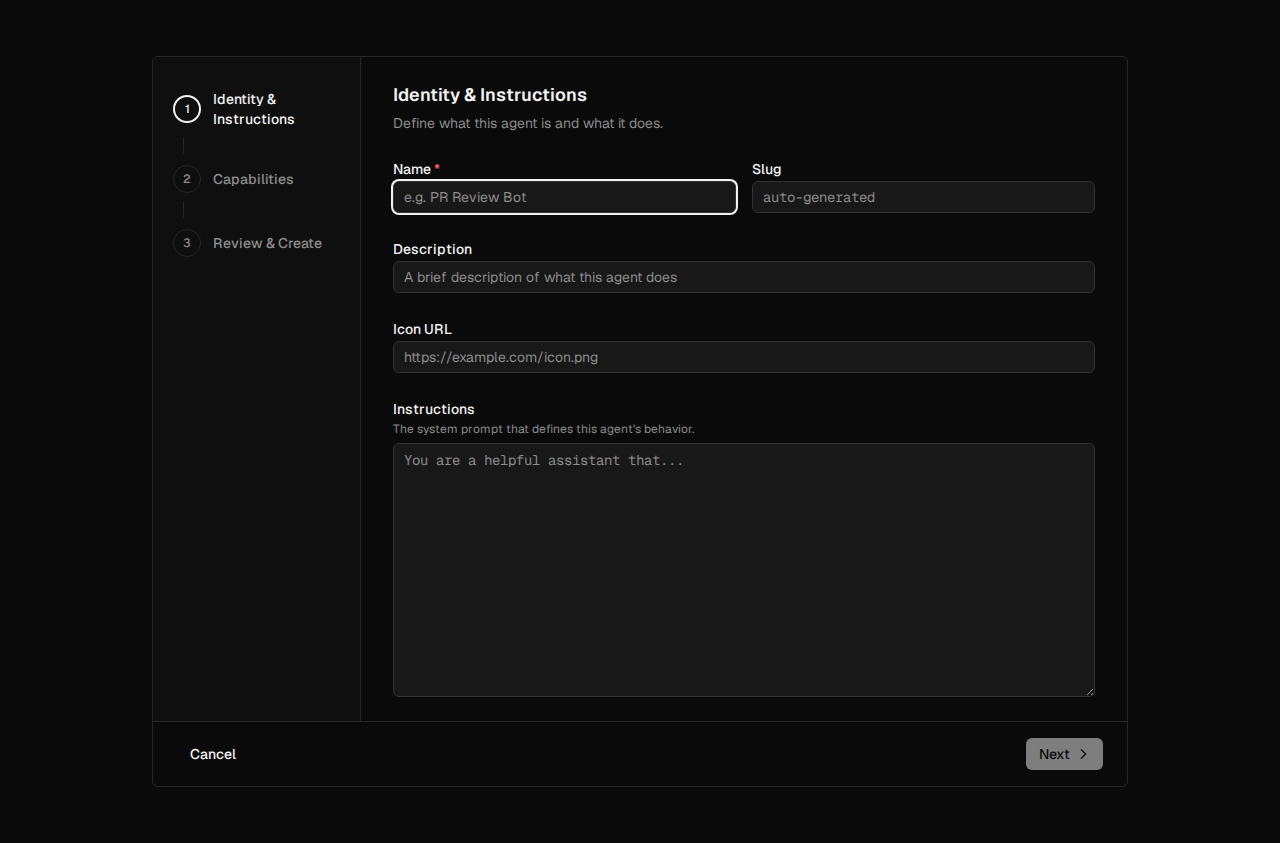 1
Identity &
Instructions
2
Capabilities
3
Review & Create
Identity & Instructions
Define what this agent is and what it does.
Name *
e.g. PR Review Bot
Slug
auto-generated
Description
A brief description of what this agent does
Icon URL
https://example.com/icon.png
Instructions
The system prompt that defines this agent's behavior.
You are a helpful assistant that...
Cancel
Next